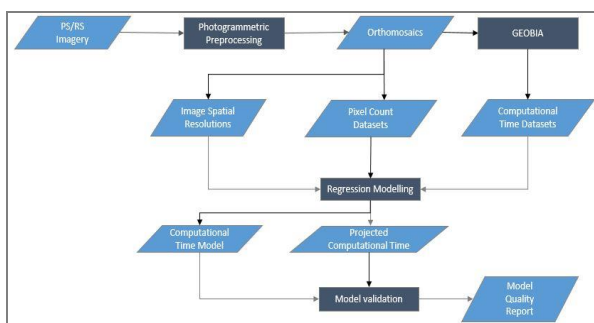 PS/RS
Imagery
Photogrammetric
Preprocessing
Orthomosaics
GEOBIA
Image Spatial
Resolutions
Pixel Count
Datasets
Computational
Time Datasets
Regression Modelling
Computational
Time Model
Projected
Computational Time
Model validation
Model
Quality
Report